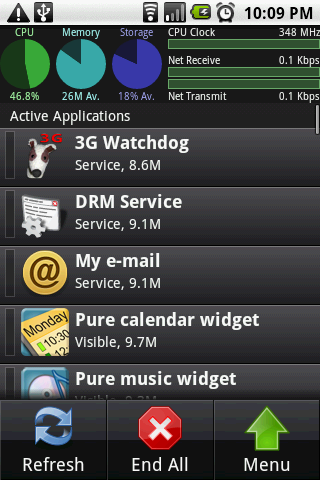 10:09 PM
CPU
Memory
Storage
CPU Clock 348 MHz
Net Receive 0.1 Kbps
46.8%
26M Av.
18% Av.
Net Transmit 0.1 Kbps
Active Applications
3G
3G Watchdog
Service, 8.6M
DRM Service
Service, 9.1M
@
My e-mail
Service, 9.1M
Monday
10:30
12:
Pure calendar widget
Visible, 9.7M
Pure music widget
Refresh
End All
Menu